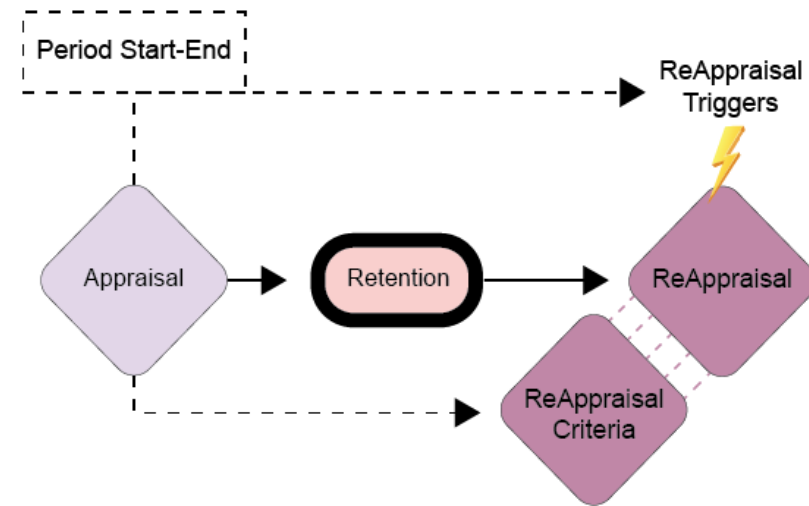 Period Start-End
ReAppraisal
Triggers
Appraisal
Retention
ReAppraisal
ReAppraisal
Criteria